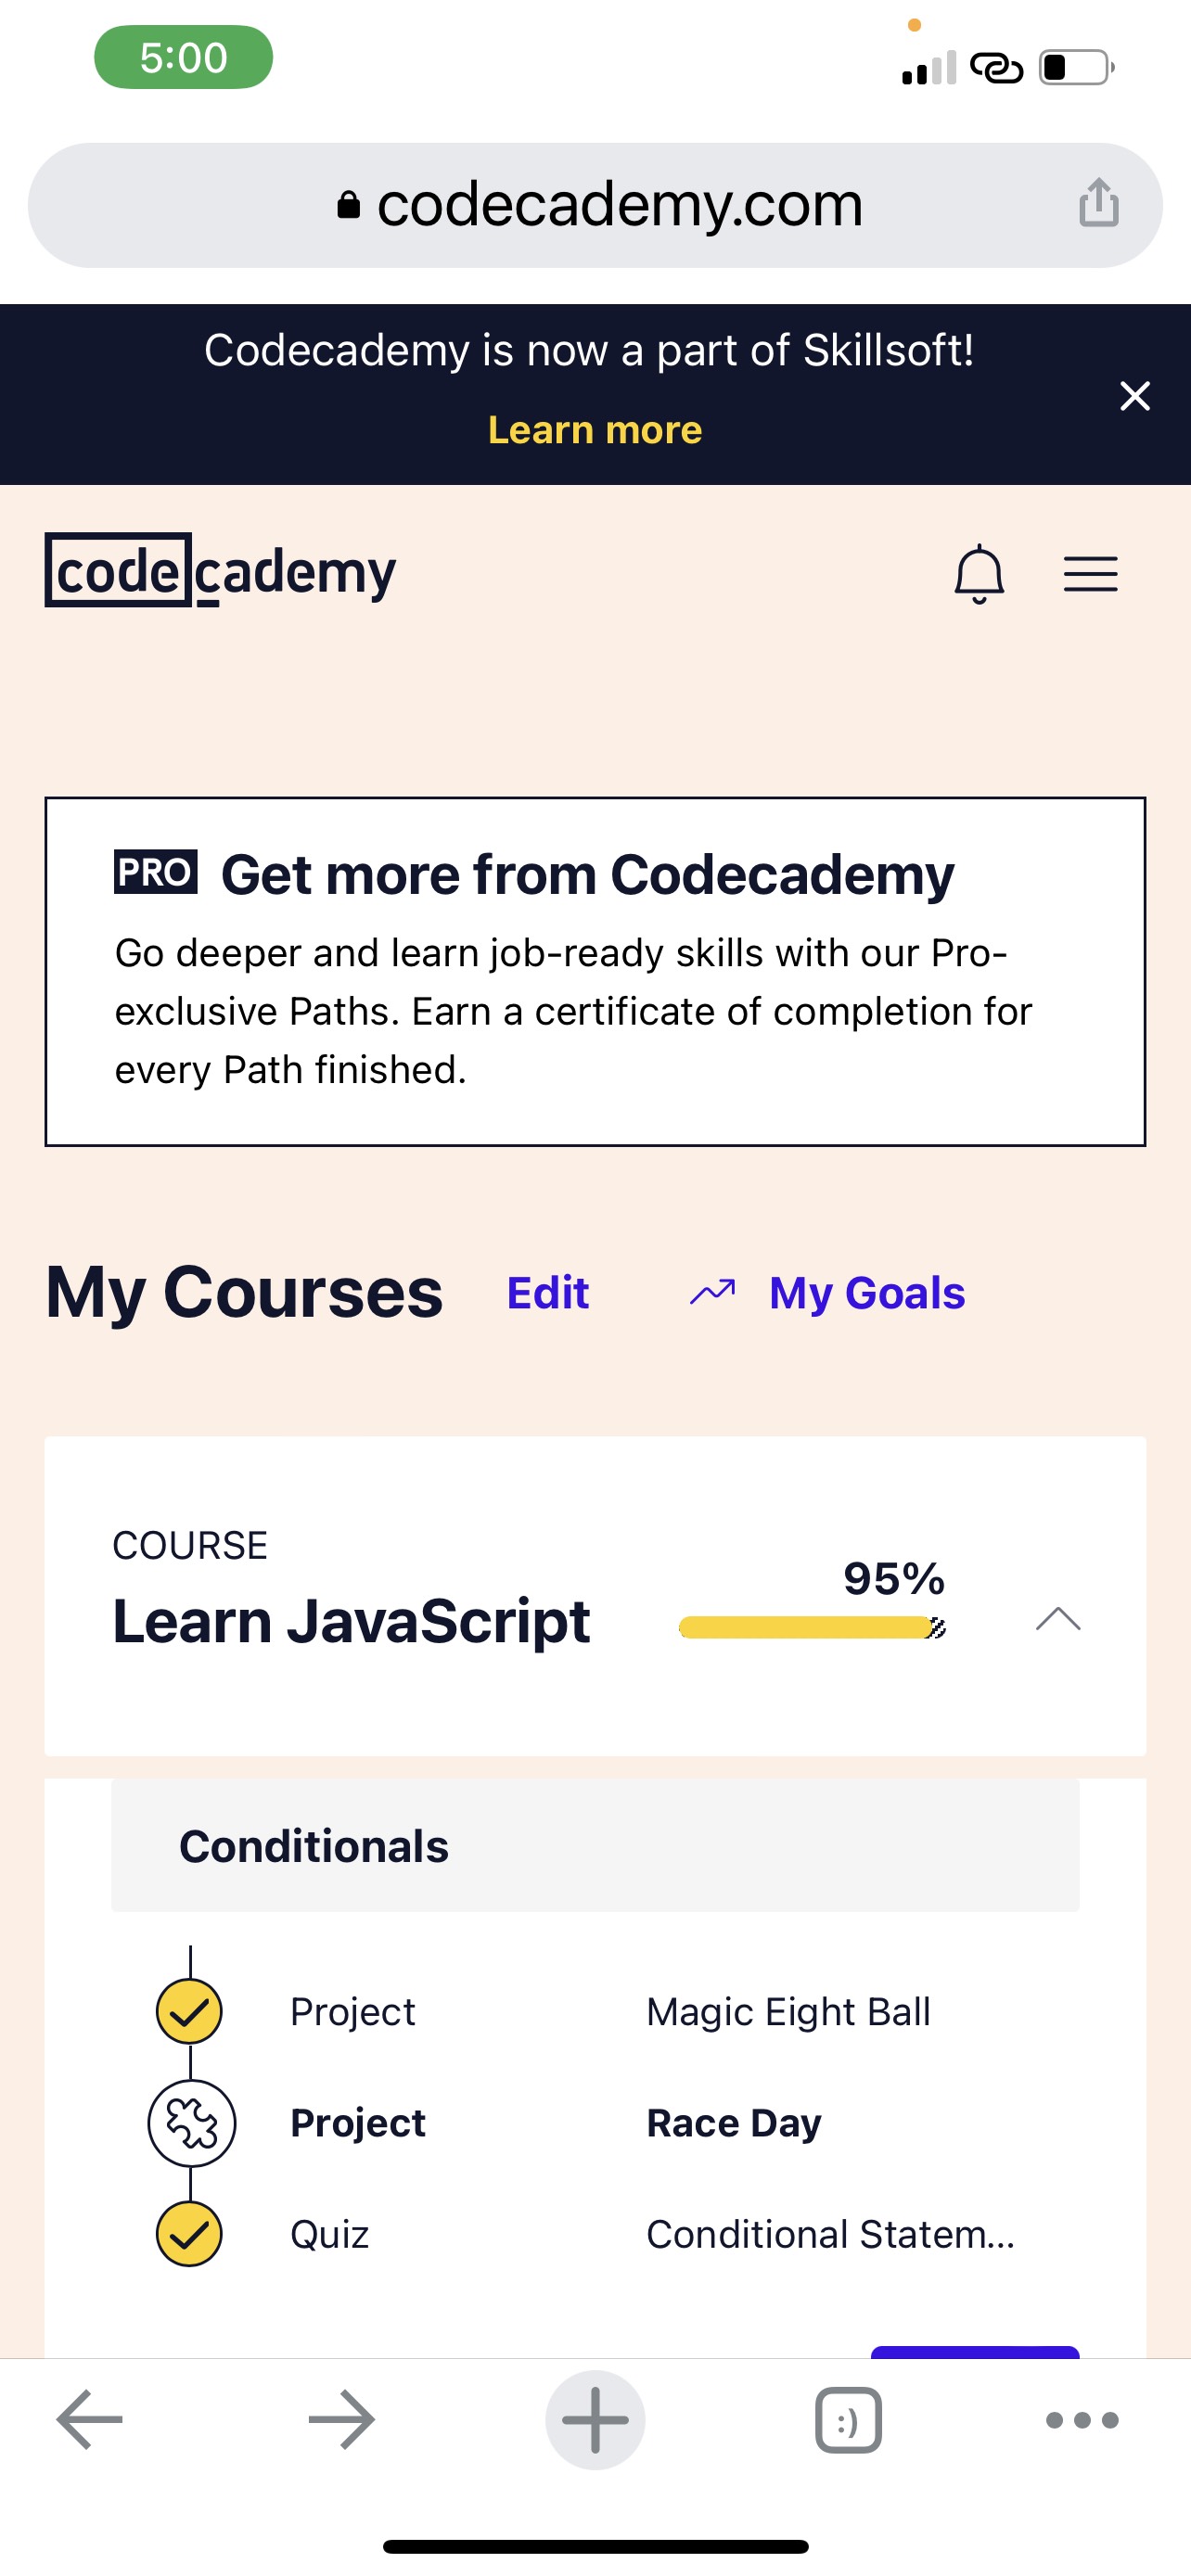 5:00
codecademy.com
Codecademy is now a part of Skillsoft!
Learn more
codecademy
PRO Get more from Codecademy
Go deeper and learn job-ready skills with our Pro-
exclusive Paths. Earn a certificate of completion for
every Path finished.
My Courses Edit My Goals
COURSE
95%
Learn JavaScript
Conditionals
Project Magic Eight Ball
Project Race Day
Quiz Conditional Statem...
:)